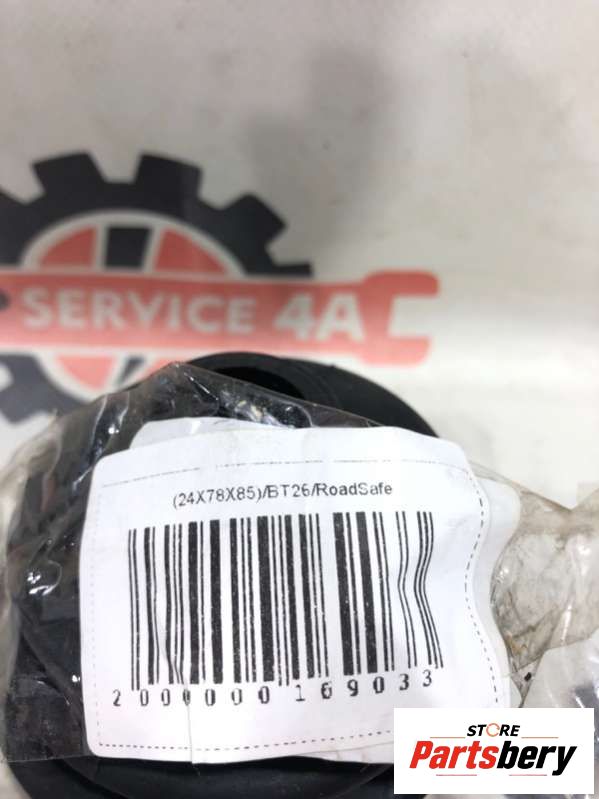 SERVICE 4A
(24X78X85)/BT26/RoadSafe
2000000169033
STORE
Partsbery